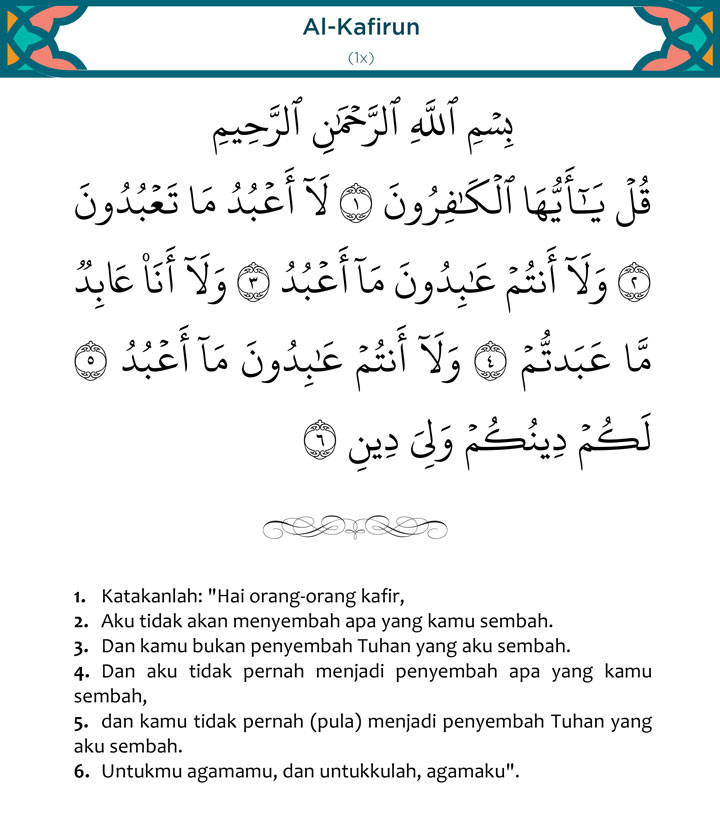 Al-Kafirun
(1x)
بِسْمِ ٱللَّهِ ٱلرَّحْمَٰنِ ٱلرَّحِيمِ
قُلْ يَٰٓأَيُّهَا ٱلْكَٰفِرُونَ ١ لَآ أَعْبُدُ مَا تَعْبُدُونَ
٢ وَلَآ أَنتُمْ عَٰبِدُونَ مَآ أَعْبُدُ ٣ وَلَآ أَنَا۠ عَابِدٌ
مَّا عَبَدتُّمْ ٤ وَلَآ أَنتُمْ عَٰبِدُونَ مَآ أَعْبُدُ ٥
لَكُمْ دِينُكُمْ وَلِىَ دِينِ ٦
1. Katakanlah: "Hai orang-orang kafir,
2. Aku tidak akan menyembah apa yang kamu sembah.
3. Dan kamu bukan penyembah Tuhan yang aku sembah.
4. Dan aku tidak pernah menjadi penyembah apa yang kamu
sembah,
5. dan kamu tidak pernah (pula) menjadi penyembah Tuhan yang
aku sembah.
6. Untukmu agamamu, dan untukkulah, agamaku".